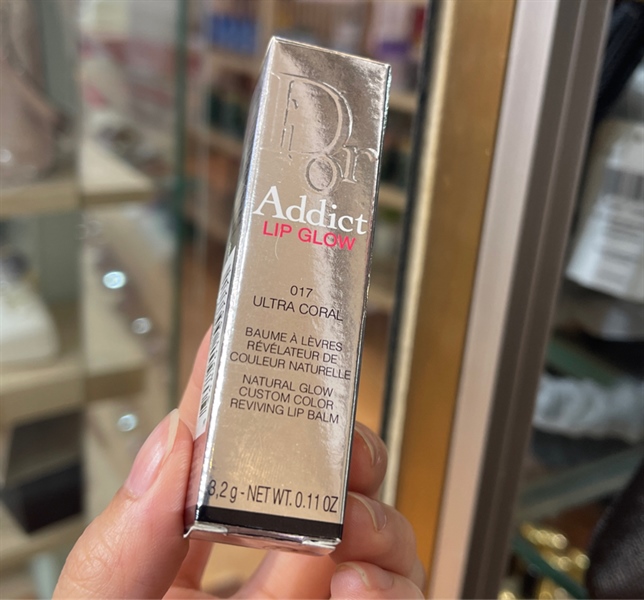 Dior
Addict
LIP GLOW
017
ULTRA CORAL
BAUME À LÈVRES
RÉVÉLATEUR DE
COULEUR NATURELLE
NATURAL GLOW
CUSTOM COLOR
REVIVING LIP BALM
3,2 g - NET WT. 0.11 OZ